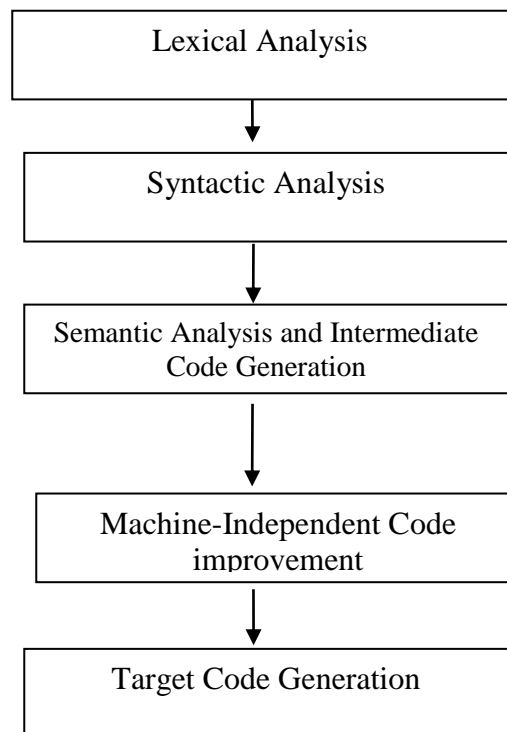 Lexical Analysis
Syntactic Analysis
Semantic Analysis and Intermediate
Code Generation
Machine-Independent Code
improvement
Target Code Generation